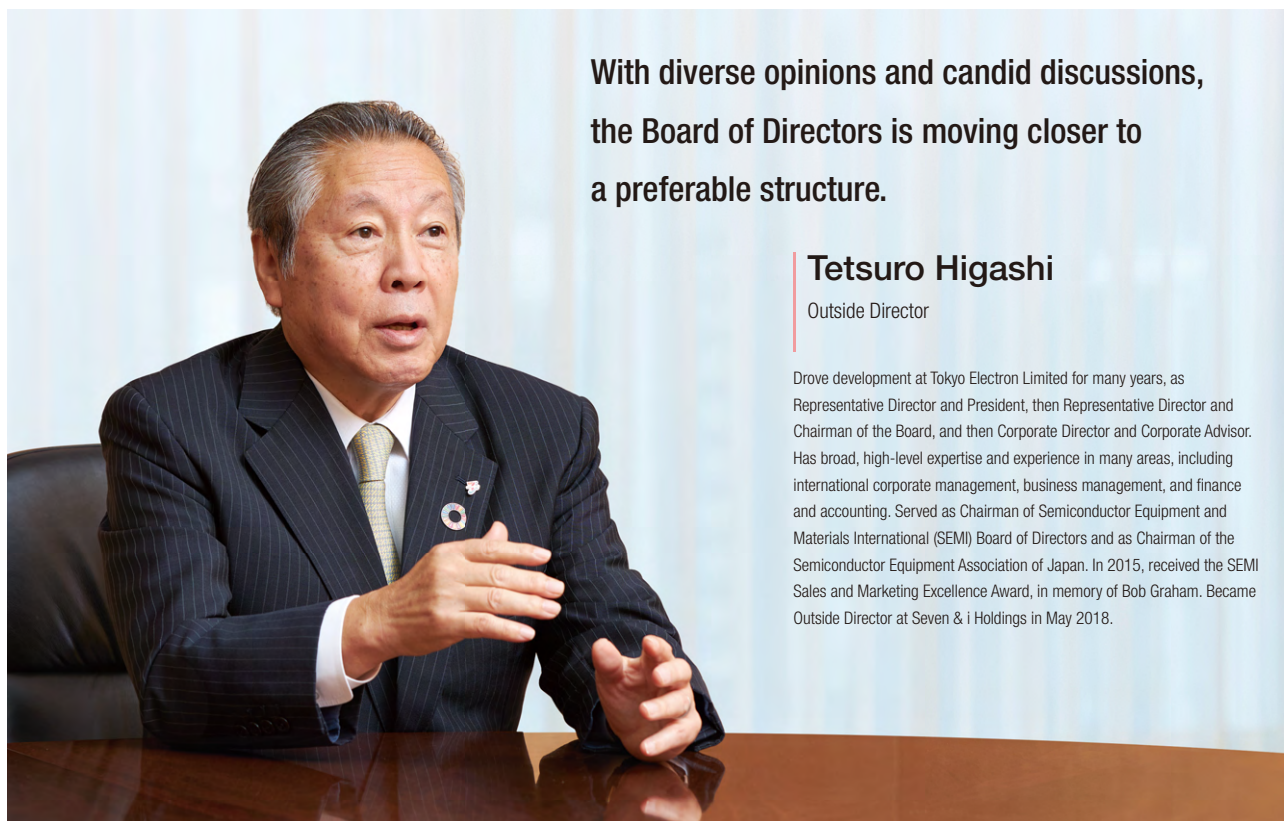 With diverse opinions and candid discussions,
the Board of Directors is moving closer to
a preferable structure.
Tetsuro Higashi
Outside Director
Drove development at Tokyo Electron Limited for many years, as
Representative Director and President, then Representative Director and
Chairman of the Board, and then Corporate Director and Corporate Advisor.
Has broad, high-level expertise and experience in many areas, including
international corporate management, business management, and finance
and accounting. Served as Chairman of Semiconductor Equipment and
Materials International (SEMI) Board of Directors and as Chairman of the
Semiconductor Equipment Association of Japan. In 2015, received the SEMI
Sales and Marketing Excellence Award, in memory of Bob Graham. Became
Outside Director at Seven & i Holdings in May 2018.